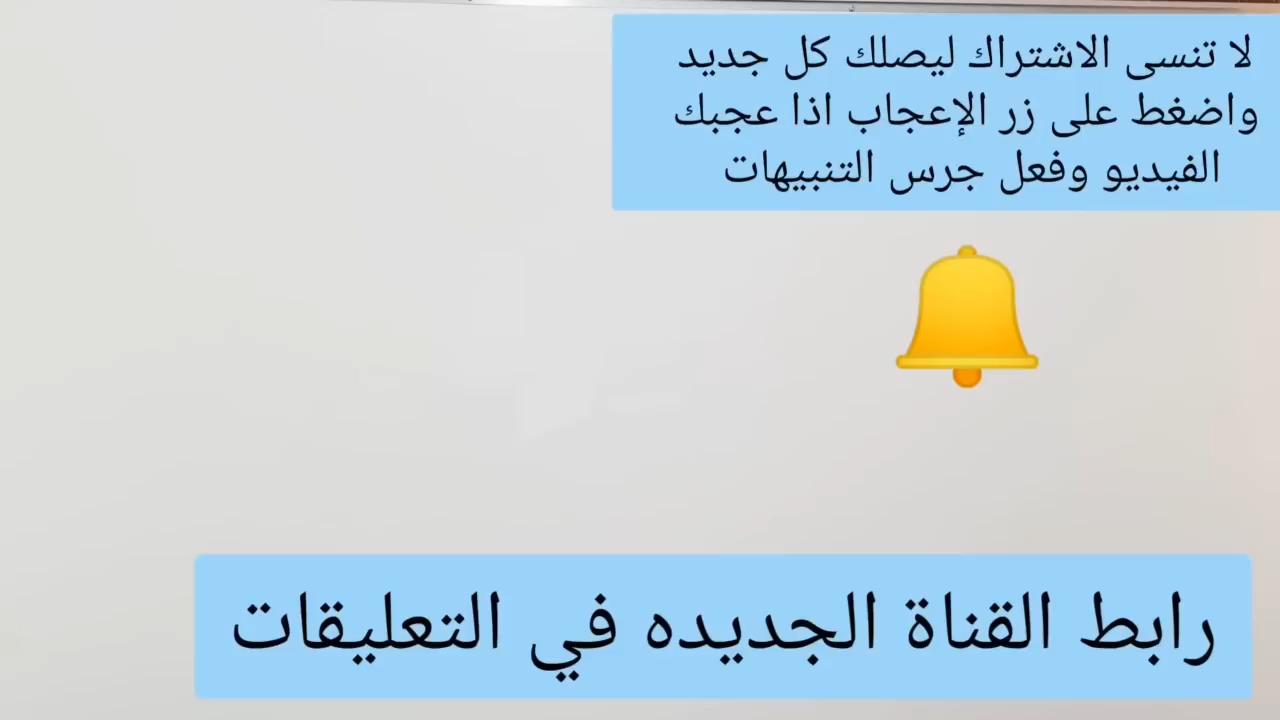 لا تنسى الاشتراك ليصلك كل جديد
واضغط على زر الإعجاب اذا عجبك
الفيديو وفعل جرس التنبيهات
رابط القناة الجديده في التعليقات